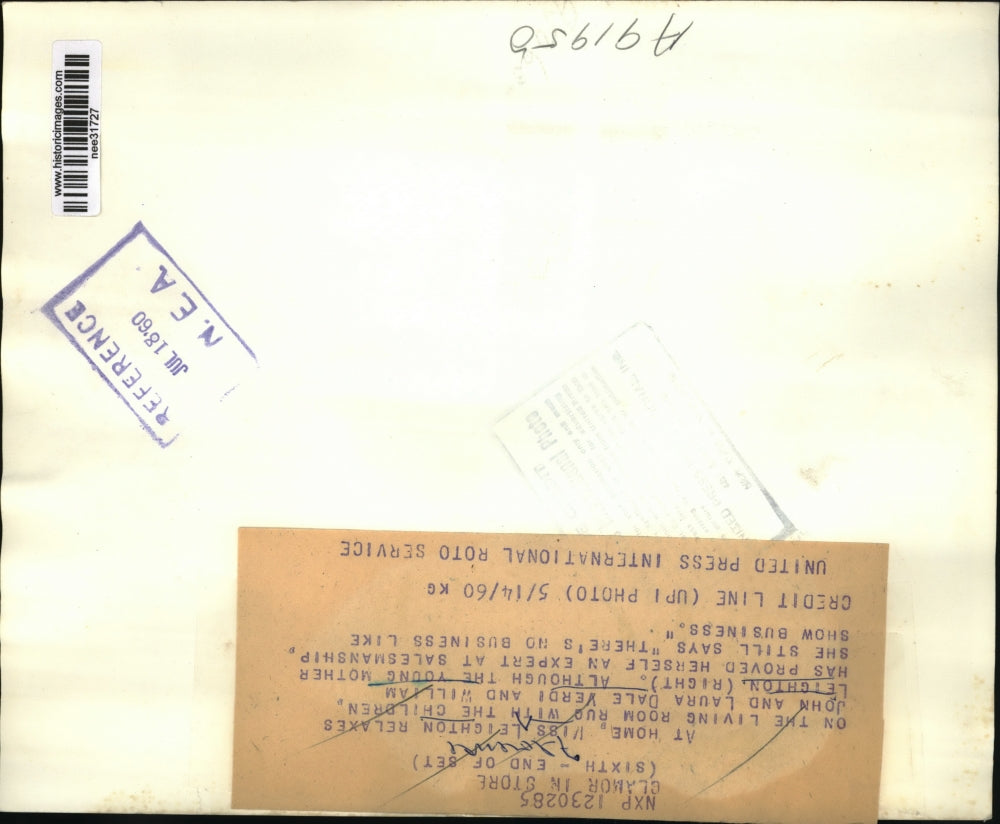 A91950
www.historicimages.com
nee31727
REFERENCE
JUL 18 '60
N. E. A.
NXP 1230285
GLAMOR IN STORE
(SIXTH - END OF SET)
AT HOME, MISS LEIGHTON RELAXES
ON THE LIVING ROOM RUG WITH THE CHILDREN,
JOHN AND LAURA DALE VERDI AND WILLIAM
LEIGHTON (RIGHT). ALTHOUGH THE YOUNG MOTHER
HAS PROVED HERSELF AN EXPERT AT SALESMANSHIP,
SHE STILL SAYS "THERE'S NO BUSINESS LIKE
SHOW BUSINESS."
CREDIT LINE (UPI PHOTO) 5/14/60 KG
UNITED PRESS INTERNATIONAL ROTO SERVICE